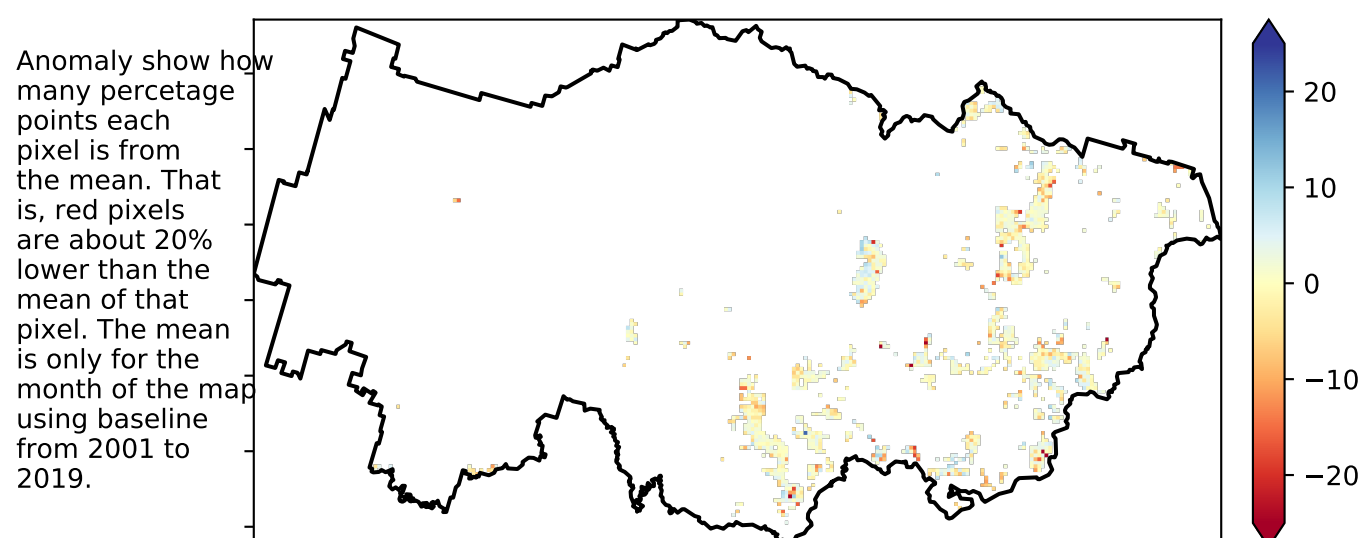 Anomaly show how
many percetage
points each
pixel is from
the mean. That
is, red pixels
are about 20%
lower than the
mean of that
pixel. The mean
is only for the
month of the map
using baseline
from 2001 to
2019.
20
10
0
−10
−20